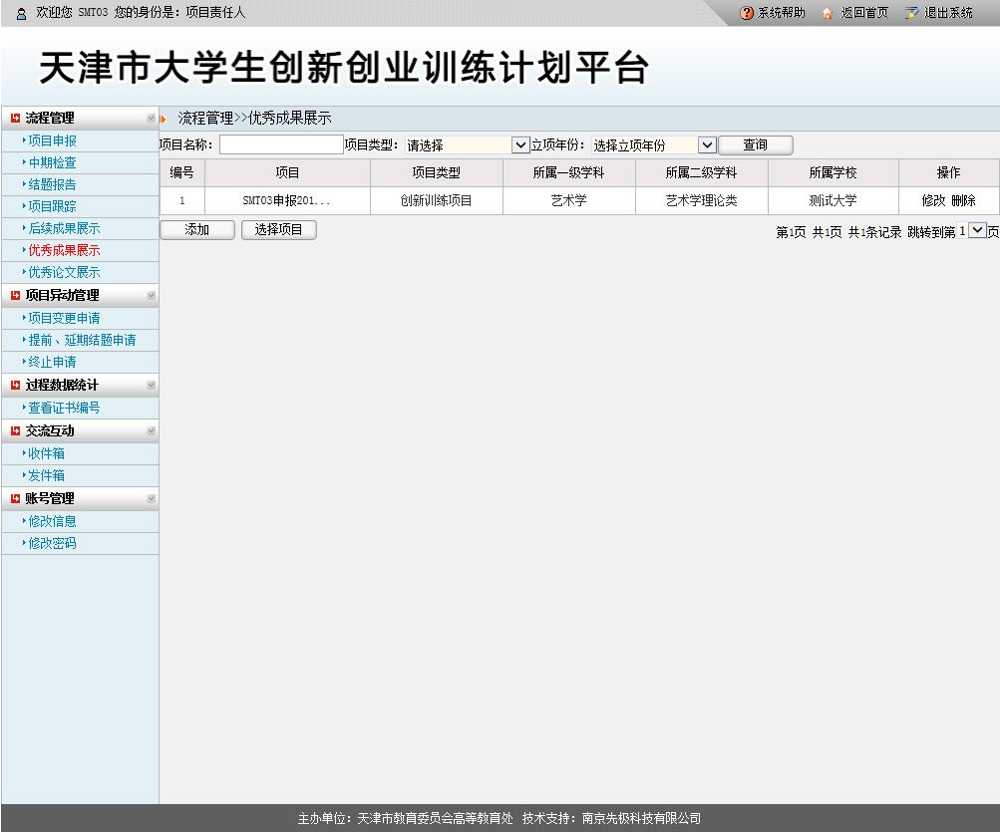 欢迎您 SMT03 您的身份是：项目责任人 系统帮助 返回首页 退出系统
天津市大学生创新创业训练计划平台
流程管理
项目申报
中期检查
结题报告
项目跟踪
后续成果展示
优秀成果展示
优秀论文展示
项目异动管理
项目变更申请
提前、延期结题申请
终止申请
过程数据统计
查看证书编号
交流互动
收件箱
发件箱
账号管理
修改信息
修改密码
流程管理>>优秀成果展示
项目名称： 项目类型： 请选择 立项年份： 选择立项年份 查询
编号 项目 项目类型 所属一级学科 所属二级学科 所属学校 操作
1 SMT03申报201... 创新训练项目 艺术学 艺术学理论类 测试大学 修改 删除
添加 选择项目 第1页 共1页 共1条记录 跳转到第 1 页
主办单位：天津市教育委员会高等教育处 技术支持：南京先极科技有限公司